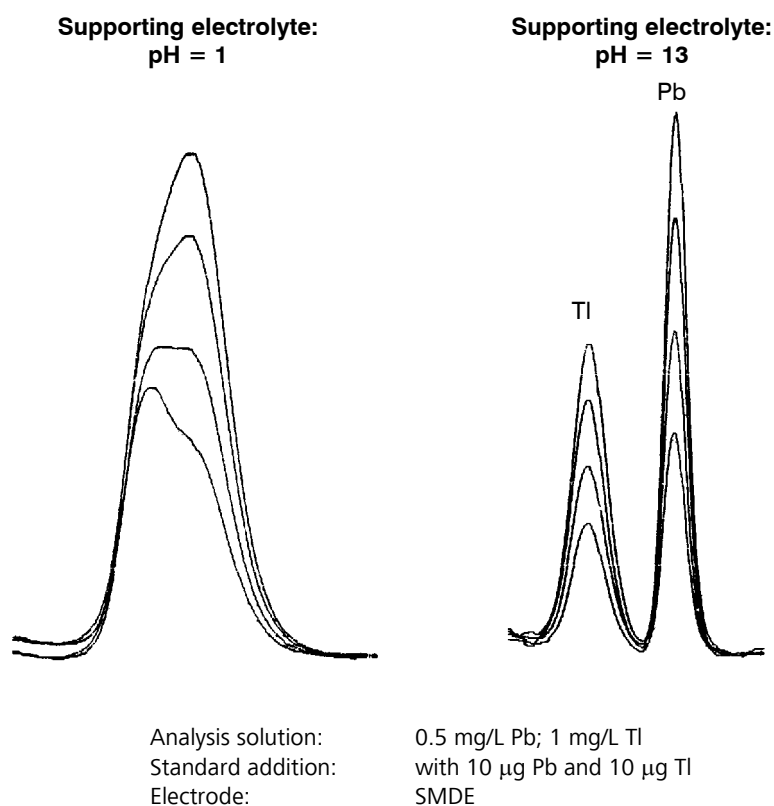 Supporting electrolyte:
pH = 1
Supporting electrolyte:
pH = 13
Pb
Tl
Analysis solution: 0.5 mg/L Pb; 1 mg/L Tl
Standard addition: with 10 µg Pb and 10 µg Tl
Electrode: SMDE